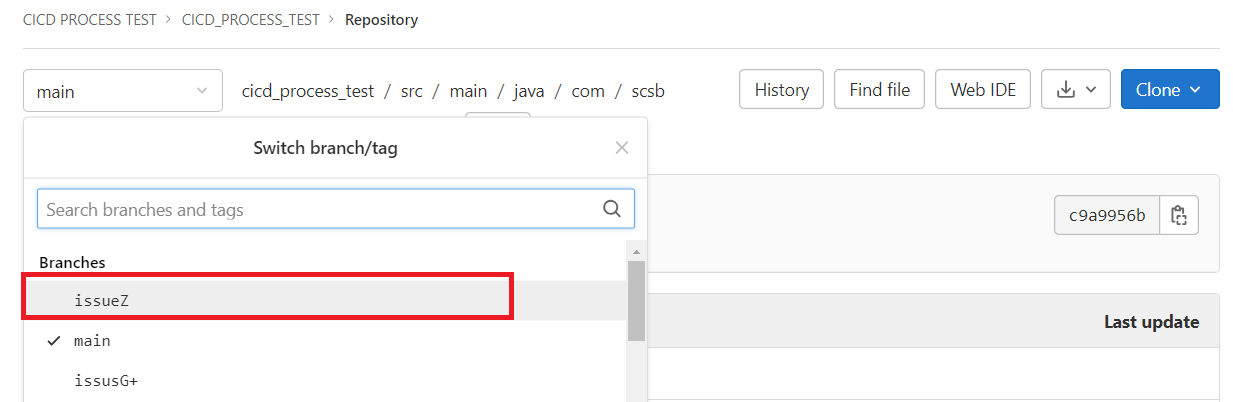 CICD PROCESS TEST > CICD_PROCESS_TEST > Repository
main cicd_process_test / src / main / java / com / scsb History Find file Web IDE Clone
Switch branch/tag
Search branches and tags
c9a9956b
Branches
issueZ
Last update
main
issusG+